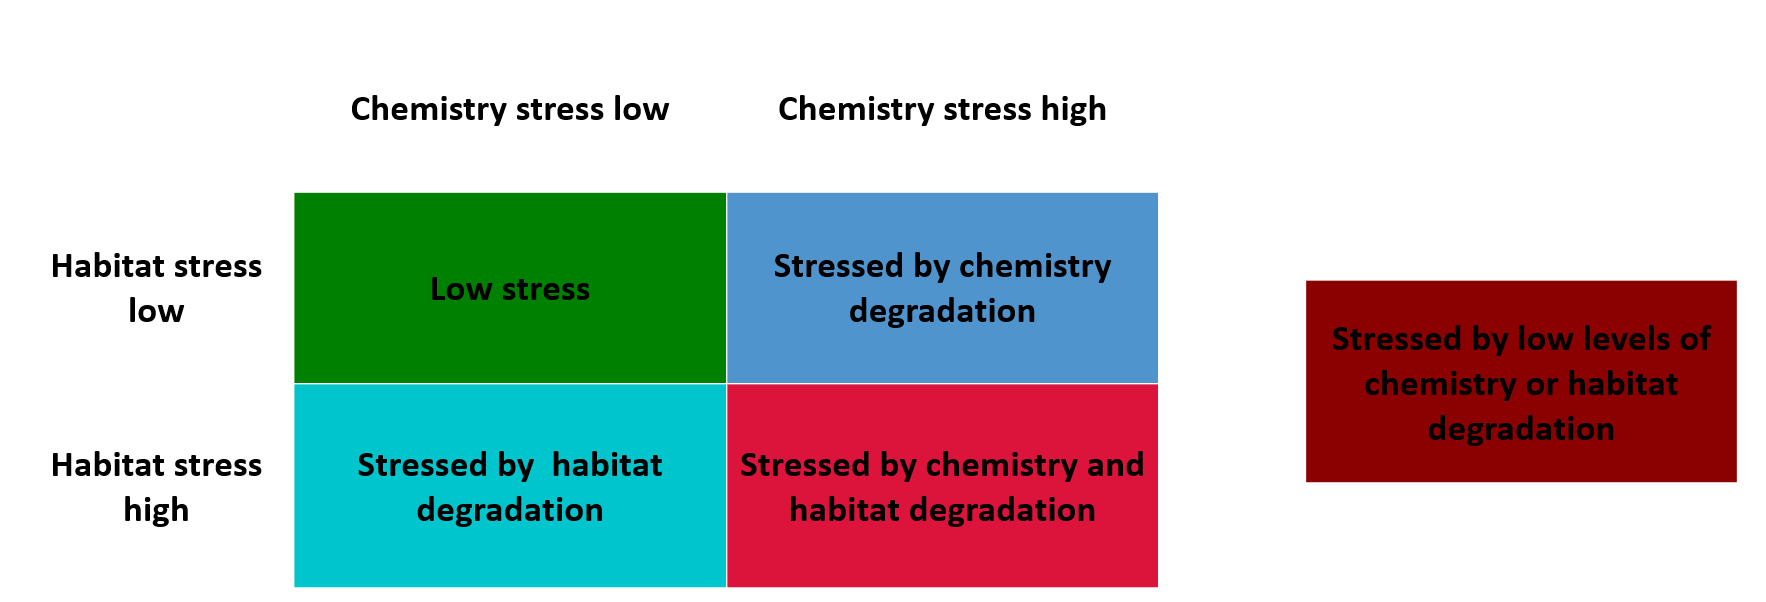 Chemistry stress low
Chemistry stress high
Habitat stress
low
Low stress
Stressed by chemistry
degradation
Habitat stress
high
Stressed by  habitat
degradation
Stressed by chemistry and
habitat degradation
Stressed by low levels of
chemistry or habitat
degradation